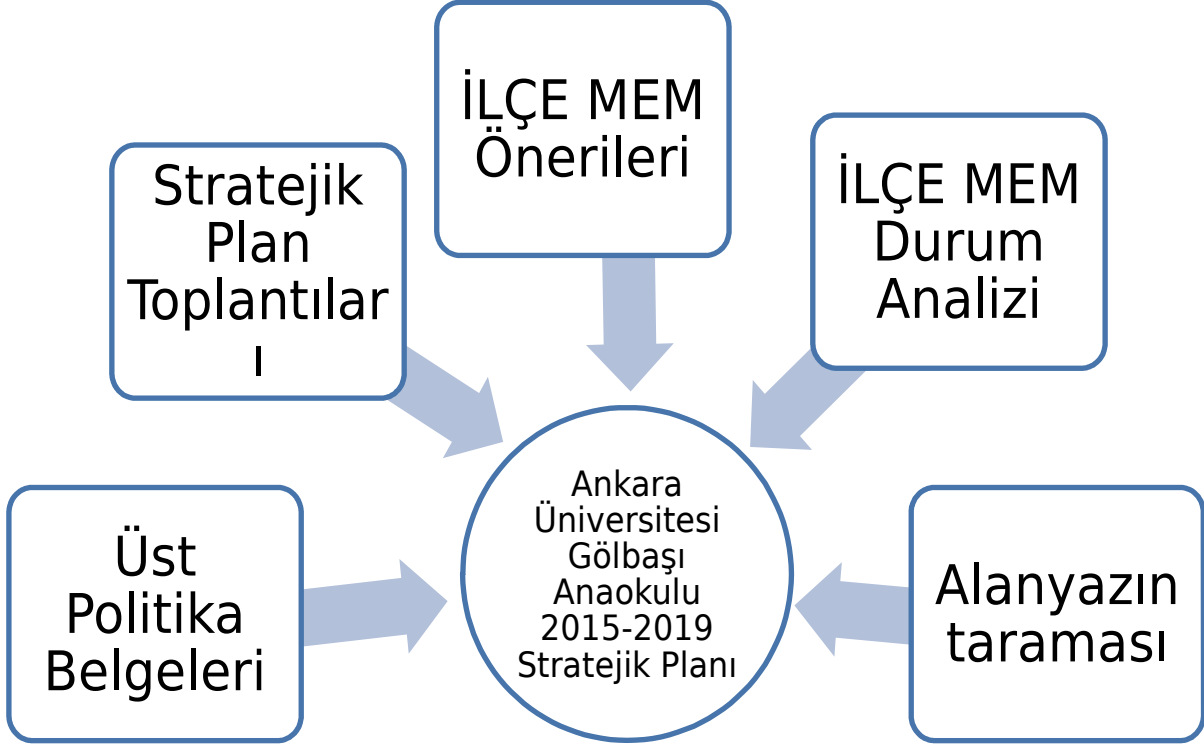 İLÇE MEM
Önerileri
Stratejik
Plan
Toplantılar
ı
İLÇE MEM
Durum
Analizi
Üst
Politika
Belgeleri
Ankara
Üniversitesi
Gölbaşı
Anaokulu
2015-2019
Stratejik Planı
Alanyazın
taraması